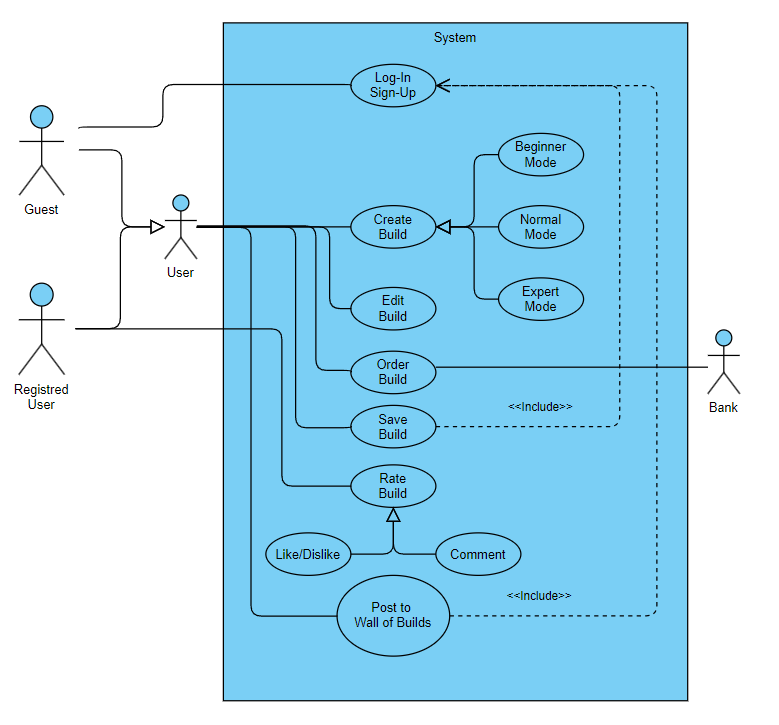 System
Log-In
Sign-Up
Beginner
Mode
Guest
Create
Build
Normal
Mode
User
Edit
Build
Expert
Mode
Order
Build
Registred
User
Bank
Save
Build
<<Include>>
Rate
Build
Like/Dislike
Comment
Post to
Wall of Builds
<<Include>>